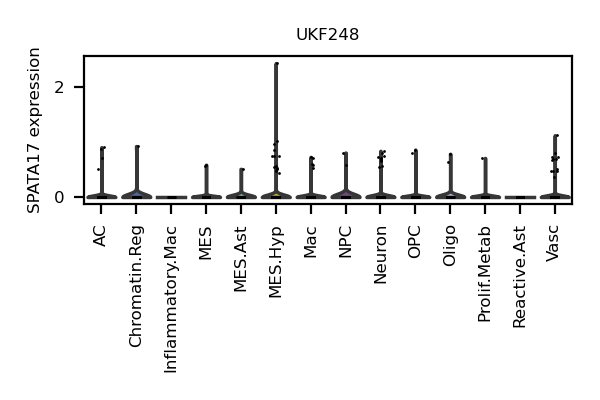 UKF248
SPATA17 expression
2
0
AC
Chromatin.Reg
Inflammatory.Mac
MES
MES.Ast
MES.Hyp
Mac
NPC
Neuron
OPC
Oligo
Prolif.Metab
Reactive.Ast
Vasc